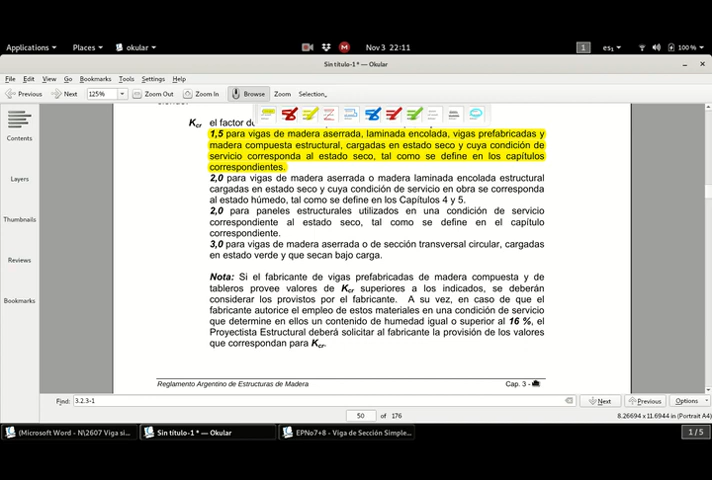 Applications Places okular Nov 3 22:11 1 es₁ 100 %
Sin título-1 * — Okular
File Edit View Go Bookmarks Tools Settings Help
Previous Next 125% Zoom Out Zoom In Browse Zoom Selection
Contents
Layers
Thumbnails
Reviews
Bookmarks
Kcr el factor
1,5 para vigas de madera aserrada, laminada encolada, vigas prefabricadas y
madera compuesta estructural, cargadas en estado seco y cuya condición de
servicio corresponda al estado seco, tal como se define en los capítulos
correspondientes.
2,0 para vigas de madera aserrada o madera laminada encolada estructural
cargadas en estado seco y cuya condición de servicio en obra se corresponda
al estado húmedo, tal como se define en los Capítulos 4 y 5.
2,0 para paneles estructurales utilizados en una condición de servicio
correspondiente al estado seco, tal como se define en el capítulo
correspondiente.
3,0 para vigas de madera aserrada o de sección transversal circular, cargadas
en estado verde y que secan bajo carga.
Nota: Si el fabricante de vigas prefabricadas de madera compuesta y de
tableros provee valores de Kcr superiores a los indicados, se deberán
considerar los provistos por el fabricante. A su vez, en caso de que el
fabricante autorice el empleo de estos materiales en una condición de servicio
que determine en ellos un contenido de humedad igual o superior al 16 %, el
Proyectista Estructural deberá solicitar al fabricante la provisión de los valores
que correspondan para Kcr.
Reglamento Argentino de Estructuras de Madera Cap. 3 -
Find: 3.2.3-1 Next Previous Options
50 of 176 8.26694 x 11.6944 in (Portrait A4)
(Microsoft Word - N\2607 Viga si... Sin título-1 * — Okular EPNo7+8 - Viga de Sección Simple... 1 / 5